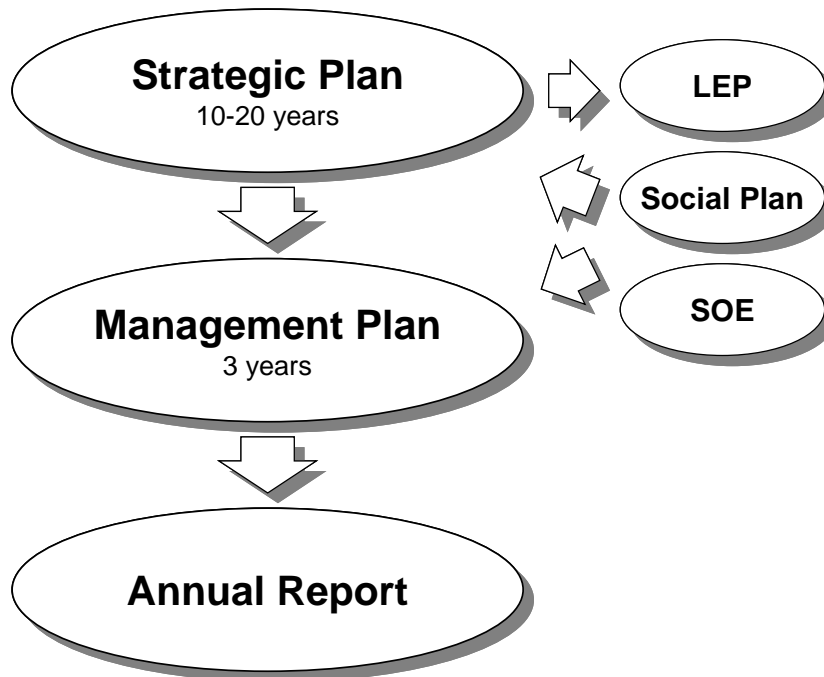 Strategic Plan
10-20 years
LEP
Social Plan
SOE
Management Plan
3 years
Annual Report